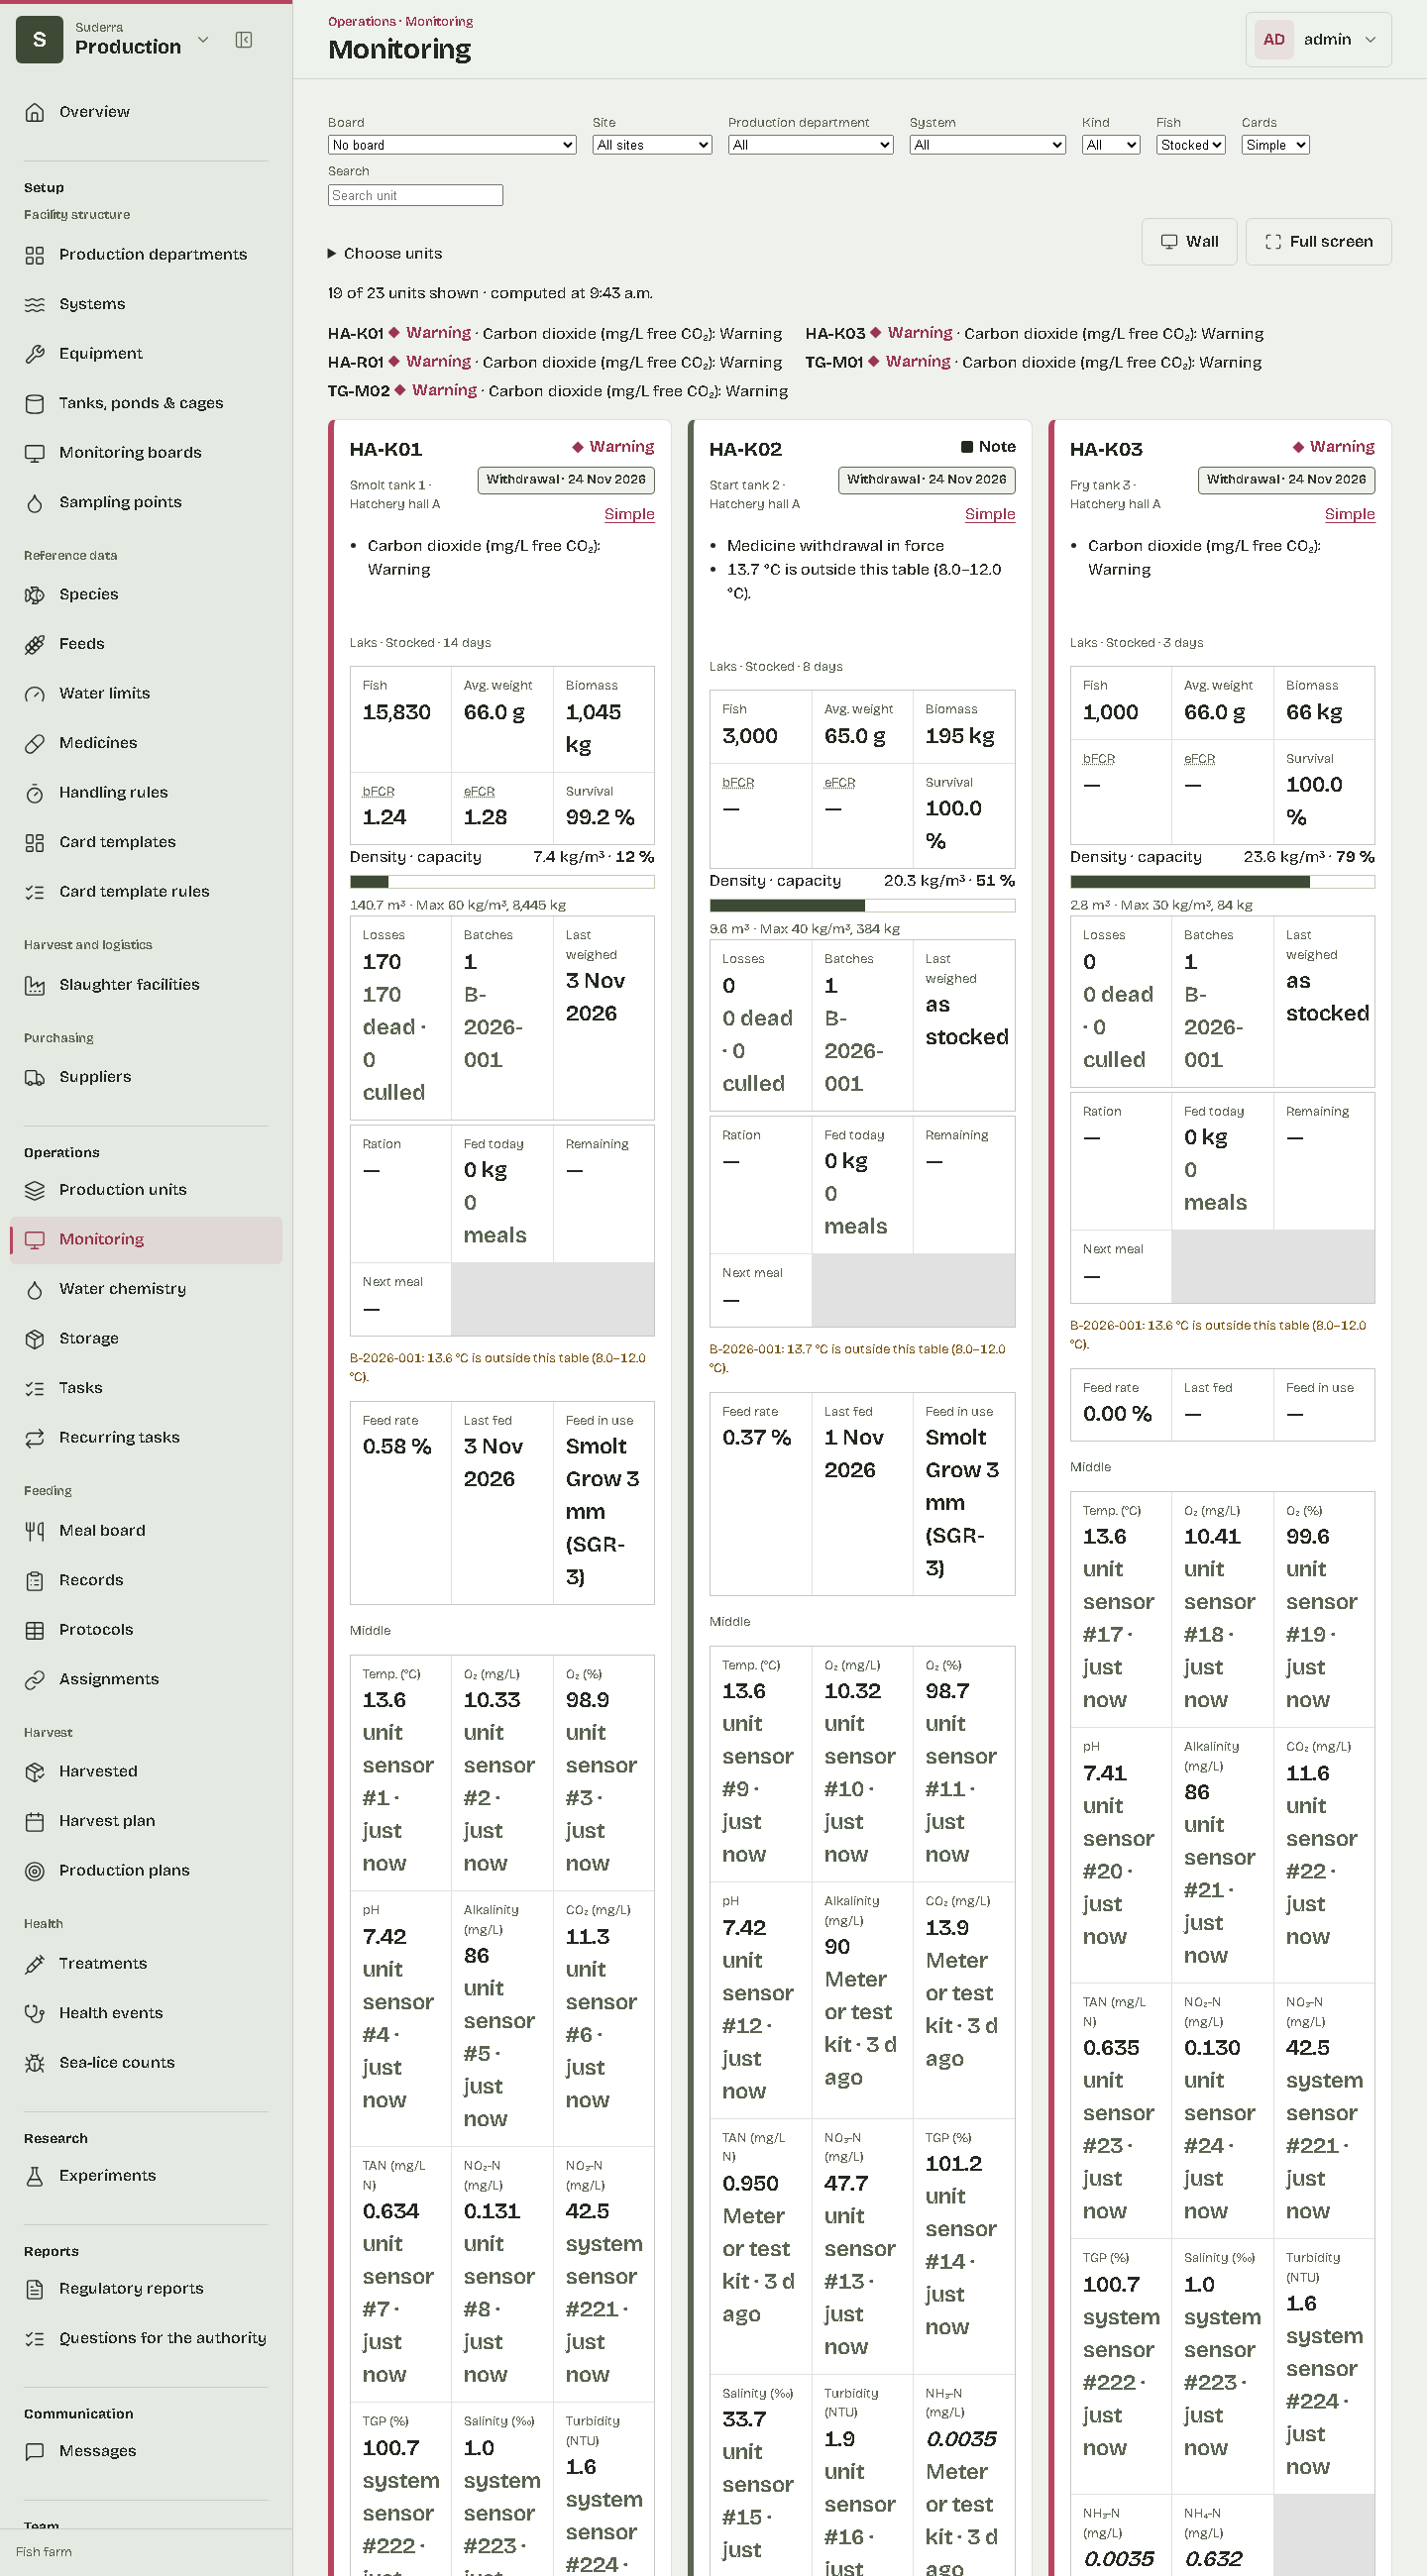 Suderra
S
Production
Overview
Setup
Facility structure
Production departments
Systems
Equipment
Tanks, ponds & cages
Monitoring boards
Sampling points
Reference data
Species
Feeds
Water limits
Medicines
Handling rules
Card templates
Card template rules
Harvest and logistics
Slaughter facilities
Purchasing
Suppliers
Operations
Production units
Monitoring
Water chemistry
Storage
Tasks
Recurring tasks
Feeding
Meal board
Records
Protocols
Assignments
Harvest
Harvested
Harvest plan
Production plans
Health
Treatments
Health events
Sea-lice counts
Research
Experiments
Reports
Regulatory reports
Questions for the authority
Communication
Messages
Team
Fish farm
Operations · Monitoring
Monitoring
AD admin
Board Site Production department System Kind Fish Cards
No board All sites All All All Stocked Simple
Search
Search unit
Choose units
Wall Full screen
19 of 23 units shown · computed at 9:43 a.m.
HA-K01 ◆ Warning · Carbon dioxide (mg/L free CO₂): Warning HA-K03 ◆ Warning · Carbon dioxide (mg/L free CO₂): Warning
HA-R01 ◆ Warning · Carbon dioxide (mg/L free CO₂): Warning TG-M01 ◆ Warning · Carbon dioxide (mg/L free CO₂): Warning
TG-M02 ◆ Warning · Carbon dioxide (mg/L free CO₂): Warning
HA-K01 ◆ Warning
Withdrawal · 24 Nov 2026
Smolt tank 1 ·
Hatchery hall A
Simple
• Carbon dioxide (mg/L free CO₂):
Warning
Laks · Stocked · 14 days
Fish Avg. weight Biomass
15,830 66.0 g 1,045
kg
bFCR eFCR Survival
1.24 1.28 99.2 %
Density · capacity 7.4 kg/m³ · 12 %
140.7 m³ · Max 60 kg/m³, 8,445 kg
Losses Batches Last
weighed
170 1 3 Nov
2026
170 B-
dead · 2026-
0 001
culled
Ration Fed today Remaining
— 0 kg —
0
meals
Next meal
—
B-2026-001: 13.6 °C is outside this table (8.0–12.0
°C).
Feed rate Last fed Feed in use
0.58 % 3 Nov Smolt
2026 Grow 3
mm
(SGR-
3)
Middle
Temp. (°C) O₂ (mg/L) O₂ (%)
13.6 10.33 98.9
unit unit unit
sensor sensor sensor
#1 · #2 · #3 ·
just just just
now now now
pH Alkalinity CO₂ (mg/L)
(mg/L)
7.42 86 11.3
unit unit unit
sensor sensor sensor
#4 · #5 · #6 ·
just just just
now now now
TAN (mg/L NO₂-N NO₃-N
N) (mg/L) (mg/L)
0.634 0.131 42.5
unit unit system
sensor sensor sensor
#7 · #8 · #221 ·
just just just
now now now
TGP (%) Salinity (‰) Turbidity
(NTU)
100.7 1.0 1.6
system system system
sensor sensor sensor
#222 · #223 · #224 ·
just just
HA-K02 ■ Note
Withdrawal · 24 Nov 2026
Start tank 2 ·
Hatchery hall A
Simple
• Medicine withdrawal in force
• 13.7 °C is outside this table (8.0–12.0
°C).
Laks · Stocked · 8 days
Fish Avg. weight Biomass
3,000 65.0 g 195 kg
bFCR eFCR Survival
— — 100.0
%
Density · capacity 20.3 kg/m³ · 51 %
9.6 m³ · Max 40 kg/m³, 384 kg
Losses Batches Last
weighed
0 1 as
stocked
0 dead B-
· 0 2026-
culled 001
Ration Fed today Remaining
— 0 kg —
0
meals
Next meal
—
B-2026-001: 13.7 °C is outside this table (8.0–12.0
°C).
Feed rate Last fed Feed in use
0.37 % 1 Nov Smolt
2026 Grow 3
mm
(SGR-
3)
Middle
Temp. (°C) O₂ (mg/L) O₂ (%)
13.6 10.32 98.7
unit unit unit
sensor sensor sensor
#9 · #10 · #11 ·
just just just
now now now
pH Alkalinity CO₂ (mg/L)
(mg/L)
7.42 90 13.9
unit Meter Meter
sensor or test or test
#12 · kit · 3 d kit · 3 d
just ago ago
now
TAN (mg/L NO₃-N TGP (%)
N) (mg/L)
0.950 47.7 101.2
Meter unit unit
or test sensor sensor
kit · 3 d #13 · #14 ·
ago just just
now now
Salinity (‰) Turbidity NH₃-N
(NTU) (mg/L)
33.7 1.9 0.0035
unit unit Meter
sensor sensor or test
#15 · #16 · kit · 3 d
just just ago
HA-K03 ◆ Warning
Withdrawal · 24 Nov 2026
Fry tank 3 ·
Hatchery hall A
Simple
• Carbon dioxide (mg/L free CO₂):
Warning
Laks · Stocked · 3 days
Fish Avg. weight Biomass
1,000 66.0 g 66 kg
bFCR eFCR Survival
— — 100.0
%
Density · capacity 23.6 kg/m³ · 79 %
2.8 m³ · Max 30 kg/m³, 84 kg
Losses Batches Last
weighed
0 1 as
stocked
0 dead B-
· 0 2026-
culled 001
Ration Fed today Remaining
— 0 kg —
0
meals
Next meal
—
B-2026-001: 13.6 °C is outside this table (8.0–12.0
°C).
Feed rate Last fed Feed in use
0.00 % — —
Middle
Temp. (°C) O₂ (mg/L) O₂ (%)
13.6 10.41 99.6
unit unit unit
sensor sensor sensor
#17 · #18 · #19 ·
just just just
now now now
pH Alkalinity CO₂ (mg/L)
(mg/L)
7.41 86 11.6
unit unit unit
sensor sensor sensor
#20 · #21 · #22 ·
just just just
now now now
TAN (mg/L NO₂-N NO₃-N
N) (mg/L) (mg/L)
0.635 0.130 42.5
unit unit system
sensor sensor sensor
#23 · #24 · #221 ·
just just just
now now now
TGP (%) Salinity (‰) Turbidity
(NTU)
100.7 1.0 1.6
system system system
sensor sensor sensor
#222 · #223 · #224 ·
just just just
now now now
NH₃-N NH₄-N
(mg/L) (mg/L)
0.0035 0.632